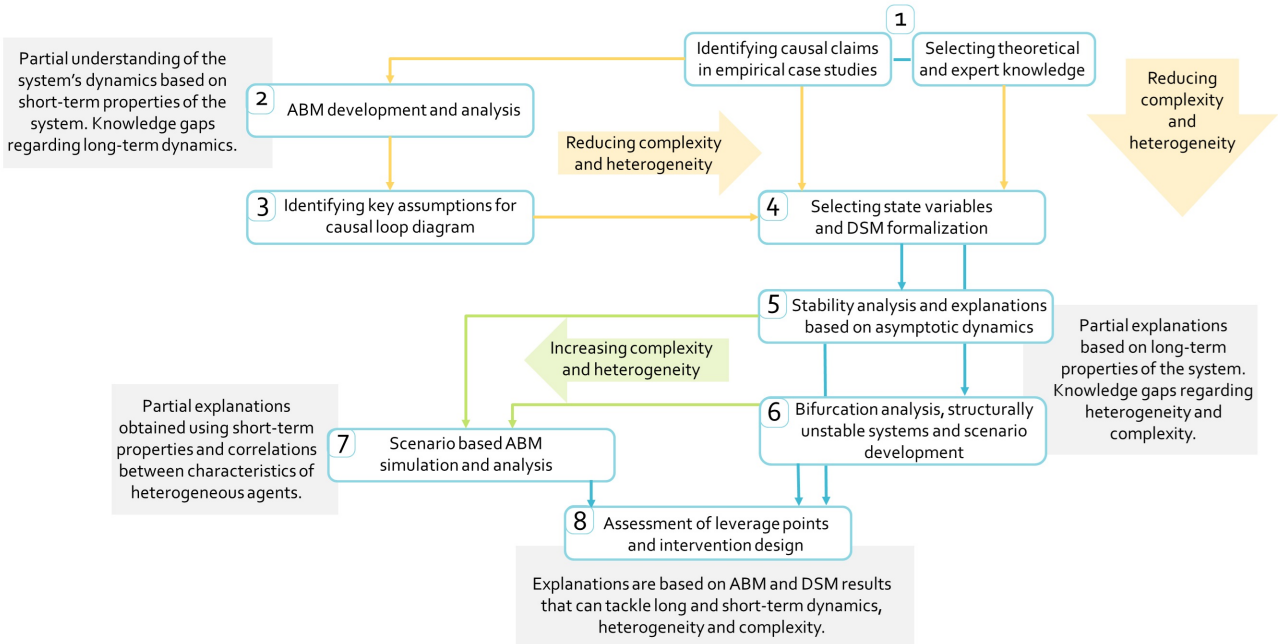 1
Identifying causal claims
in empirical case studies
Selecting theoretical
and expert knowledge
Partial understanding of the
system's dynamics based on
short-term properties of the
system. Knowledge gaps
regarding long-term dynamics.
2
ABM development and analysis
Reducing
complexity
and
heterogeneity
Reducing complexity
and heterogeneity
3
Identifying key assumptions for
causal loop diagram
4
Selecting state variables
and DSM formalization
5
Stability analysis and explanations
based on asymptotic dynamics
Partial explanations
based on long-term
properties of the system.
Knowledge gaps regarding
heterogeneity and
complexity.
Increasing complexity
and heterogeneity
6
Bifurcation analysis, structurally
unstable systems and scenario
development
Partial explanations
obtained using short-term
properties and correlations
between characteristics of
heterogeneous agents.
7
Scenario based ABM
simulation and analysis
8
Assessment of leverage points
and intervention design
Explanations are based on ABM and DSM results
that can tackle long and short-term dynamics,
heterogeneity and complexity.